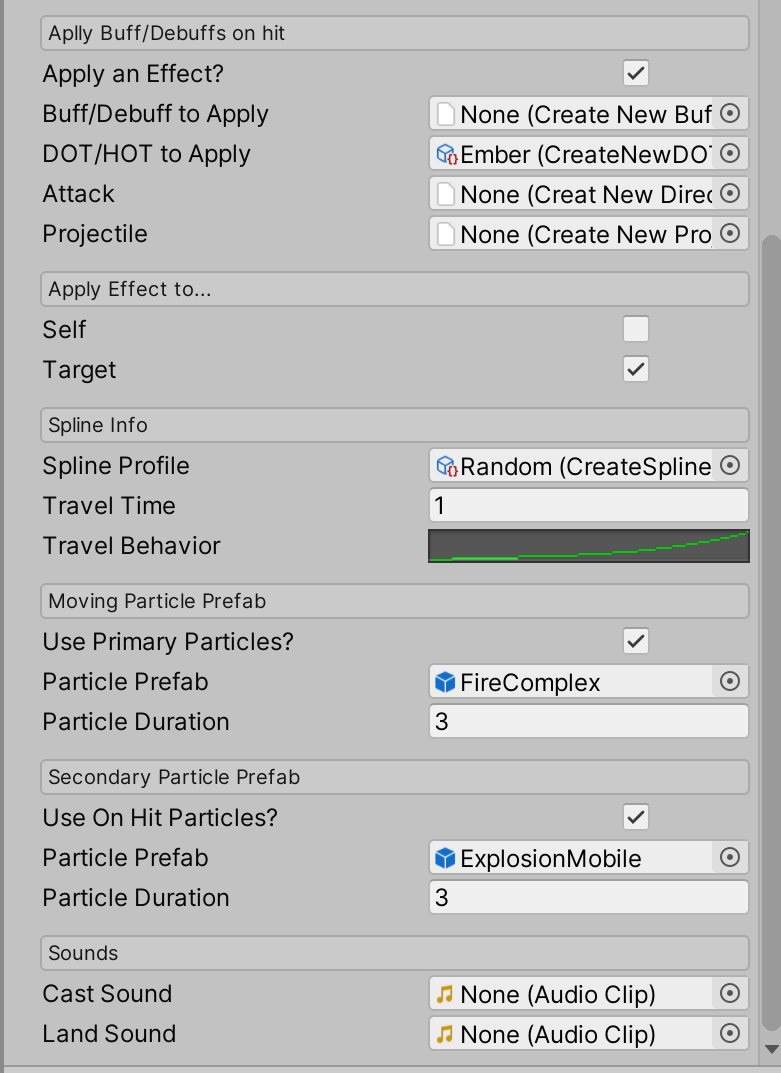 Aplly Buff/Debuffs on hit
Apply an Effect?
Buff/Debuff to Apply None (Create New Buf
DOT/HOT to Apply Ember (CreateNewDOT
Attack None (Creat New Direc
Projectile None (Create New Pro
Apply Effect to...
Self
Target
Spline Info
Spline Profile Random (CreateSpline
Travel Time 1
Travel Behavior
Moving Particle Prefab
Use Primary Particles?
Particle Prefab FireComplex
Particle Duration 3
Secondary Particle Prefab
Use On Hit Particles?
Particle Prefab ExplosionMobile
Particle Duration 3
Sounds
Cast Sound None (Audio Clip)
Land Sound None (Audio Clip)